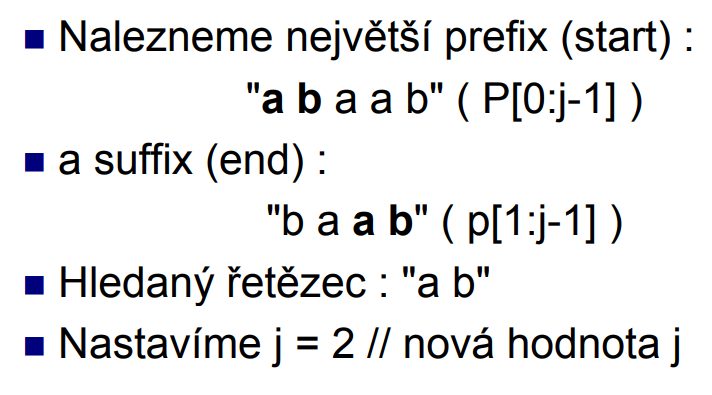 Nalezneme největší prefix (start) :
"a b a a b" ( P[0:j-1] )
a suffix (end) :
"b a a b" ( p[1:j-1] )
Hledaný řetězec : "a b"
Nastavíme j = 2 // nová hodnota j